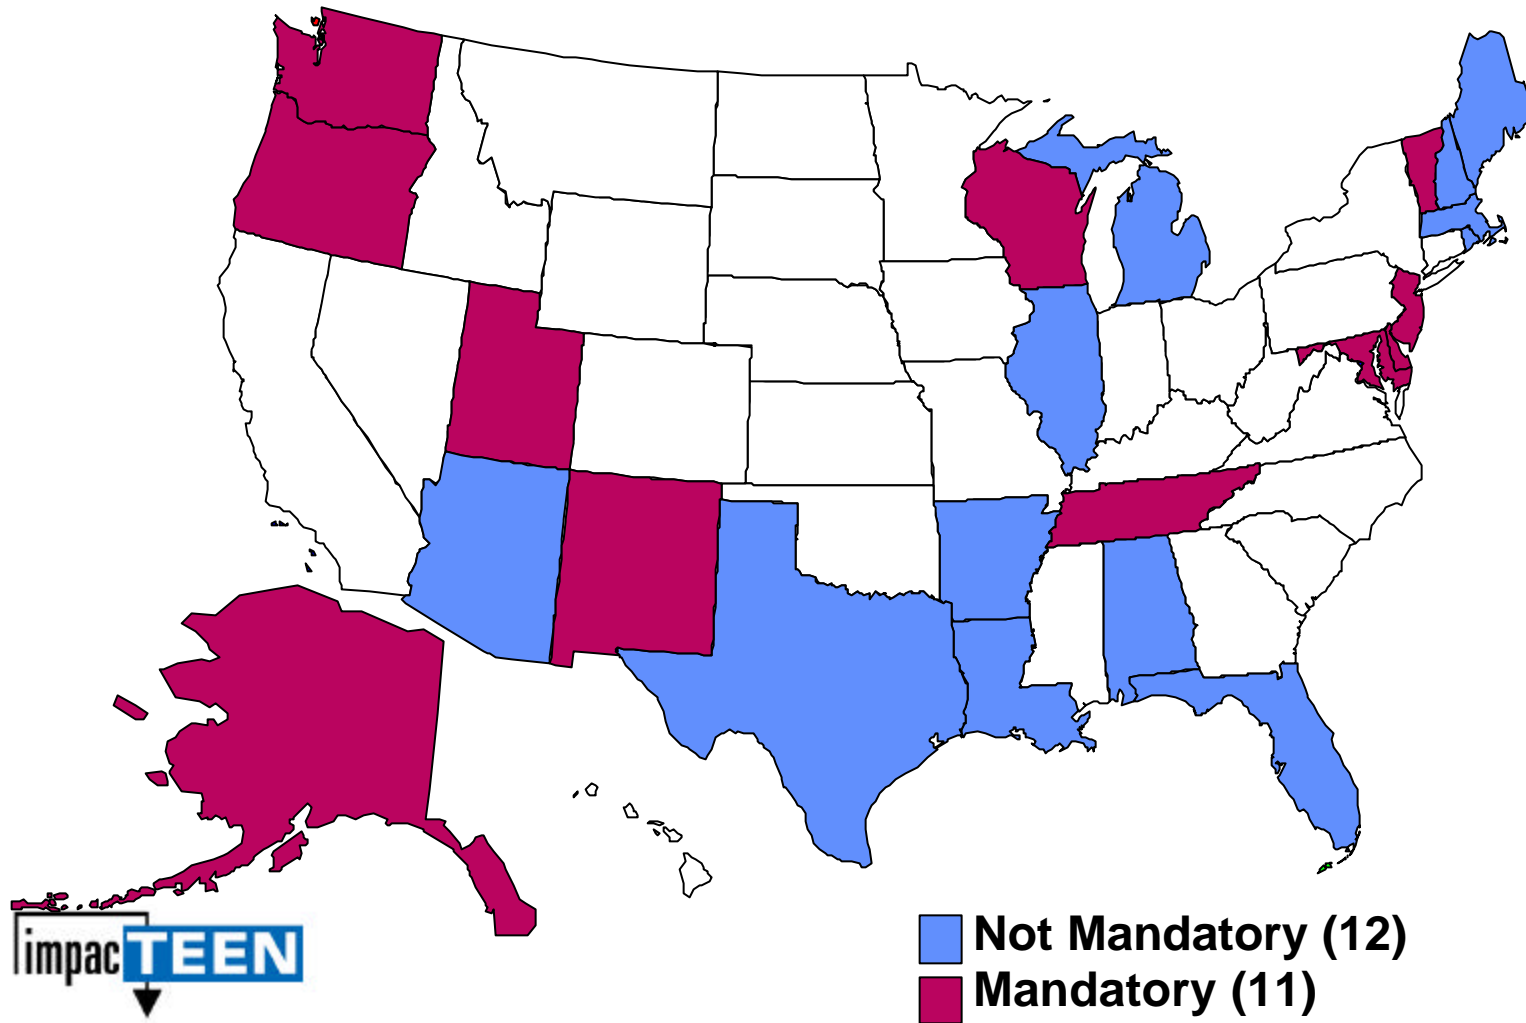 impacTEEN
Not Mandatory (12)
Mandatory (11)